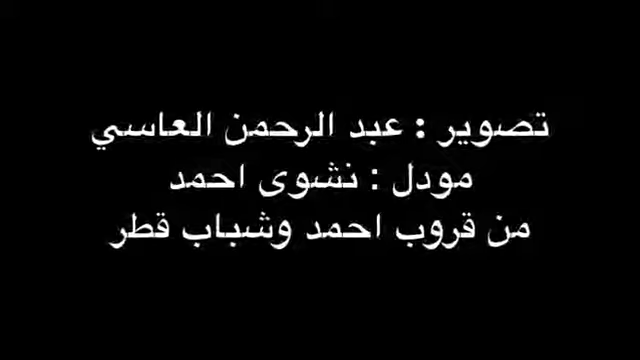 تصوير : عبد الرحمن العاسي
مودل : نشوى احمد
من قروب احمد وشباب قطر